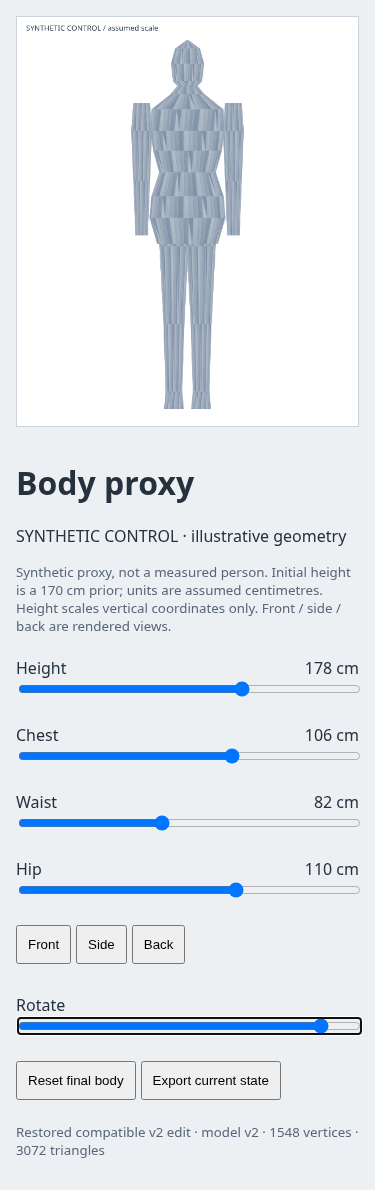 SYNTHETIC CONTROL / assumed scale
Body proxy
SYNTHETIC CONTROL · illustrative geometry
Synthetic proxy, not a measured person. Initial height
is a 170 cm prior; units are assumed centimetres.
Height scales vertical coordinates only. Front / side /
back are rendered views.
Height 178 cm
Chest 106 cm
Waist 82 cm
Hip 110 cm
Front Side Back
Rotate
Reset final body Export current state
Restored compatible v2 edit · model v2 · 1548 vertices ·
3072 triangles